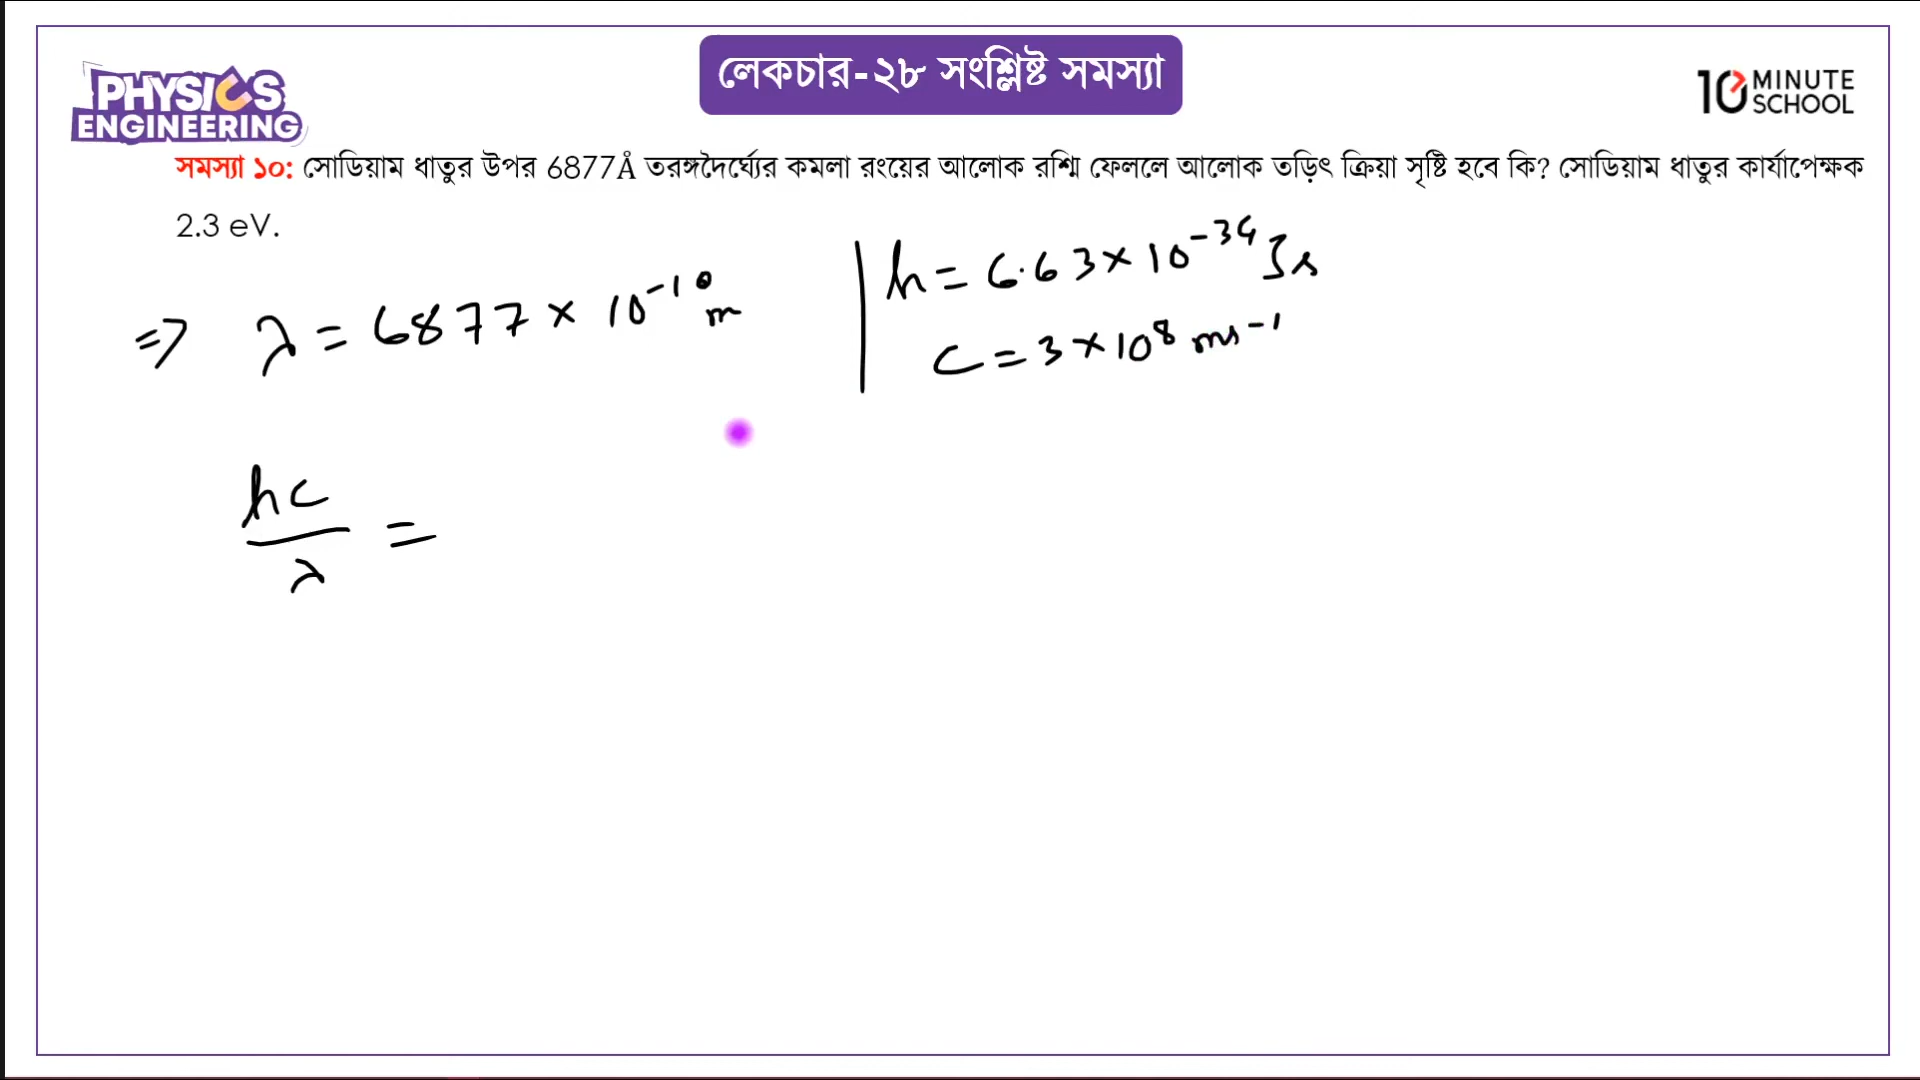 লেকচার-২৮ সংশ্লিষ্ট সমস্যা
PHYSICS
ENGINEERING
10 MINUTE
SCHOOL
সমস্যা ১০: সোডিয়াম ধাতুর উপর 6877Å তরঙ্গদৈর্ঘ্যের কমলা রংয়ের আলোক রশ্মি ফেললে আলোক তড়িৎ ক্রিয়া সৃষ্টি হবে কি? সোডিয়াম ধাতুর কার্যাপেক্ষক
2.3 eV.
⇒ λ = 6877 × 10⁻¹⁰ m
h = 6.63 × 10⁻³⁴ Js
c = 3 × 10⁸ ms⁻¹
hc
λ =